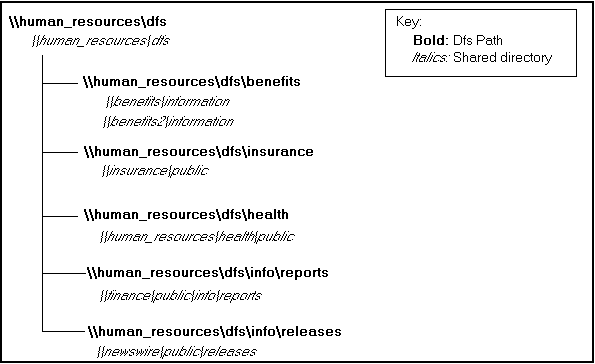 \\human_resources\dfs
\\human_resources\dfs
Key:
Bold: Dfs Path
Italics: Shared directory
\\human_resources\dfs\benefits
\\benefits\information
\\benefits2\information
\\human_resources\dfs\insurance
\\insurance\public
\\human_resources\dfs\health
\\human_resources\health\public
\\human_resources\dfs\info\reports
\\finance\public\info\reports
\\human_resources\dfs\info\releases
\\newswire\public\releases